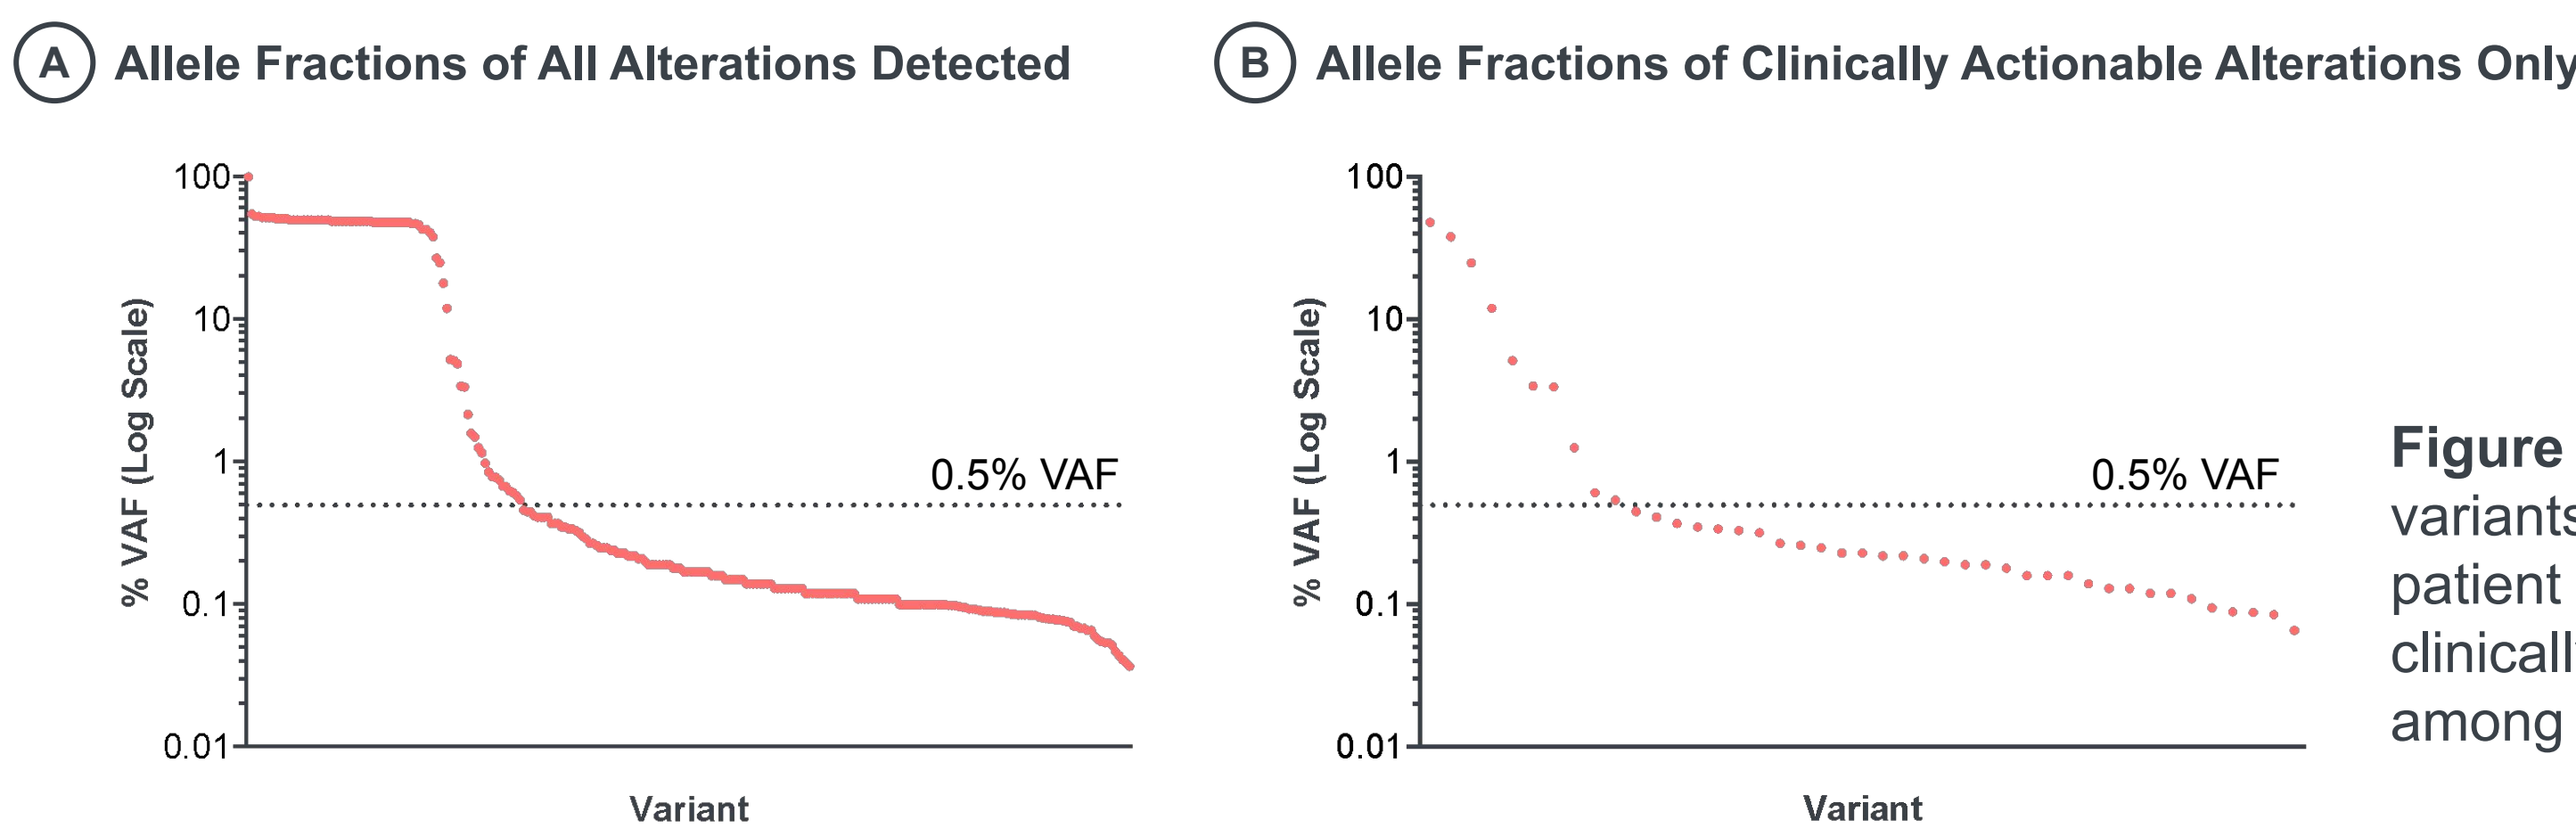 A Allele Fractions of All Alterations Detected
100
10
1
0.1
0.01
% VAF (Log Scale)
0.5% VAF
Variant
B Allele Fractions of Clinically Actionable Alterations Only
100
10
1
0.1
0.01
% VAF (Log Scale)
0.5% VAF
Variant
Figure
variants
patient
clinically
among